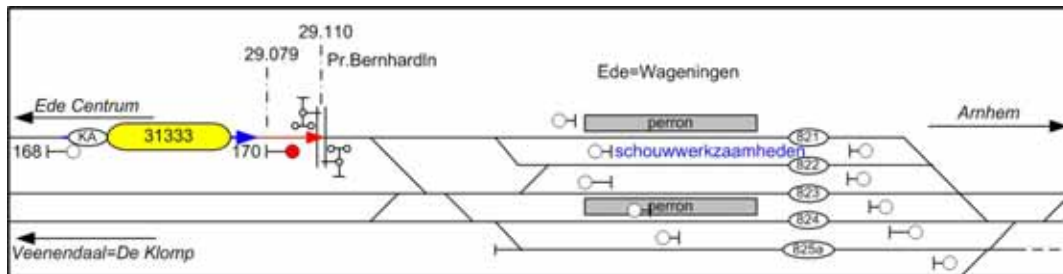 29.110
29.079
Pr.Bernhardln
Ede=Wageningen
Ede Centrum
Arnhem
KA
31333
perron
821
168
170
schouwwerkzaamheden
822
823
perron
824
Veenendaal=De Klomp
825a